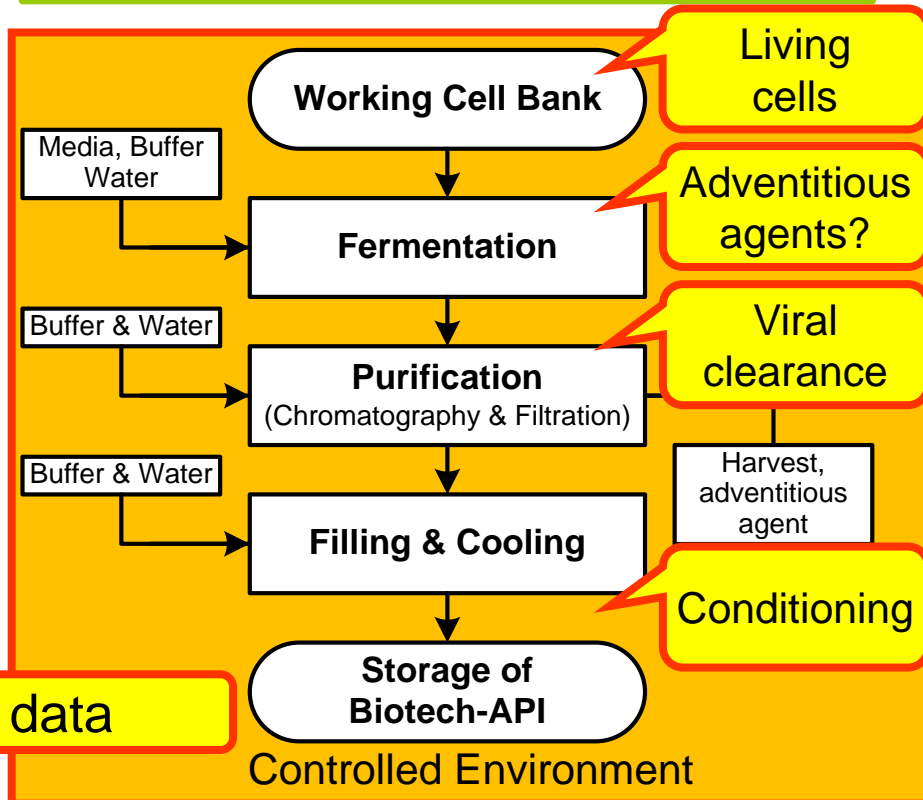 Living
cells
Working Cell Bank
Media, Buffer
Water
Adventitious
agents?
Fermentation
Buffer & Water
Viral
clearance
Purification
(Chromatography & Filtration)
Harvest,
adventitious
agent
Buffer & Water
Filling & Cooling
Conditioning
Storage of
Biotech-API
data
Controlled Environment